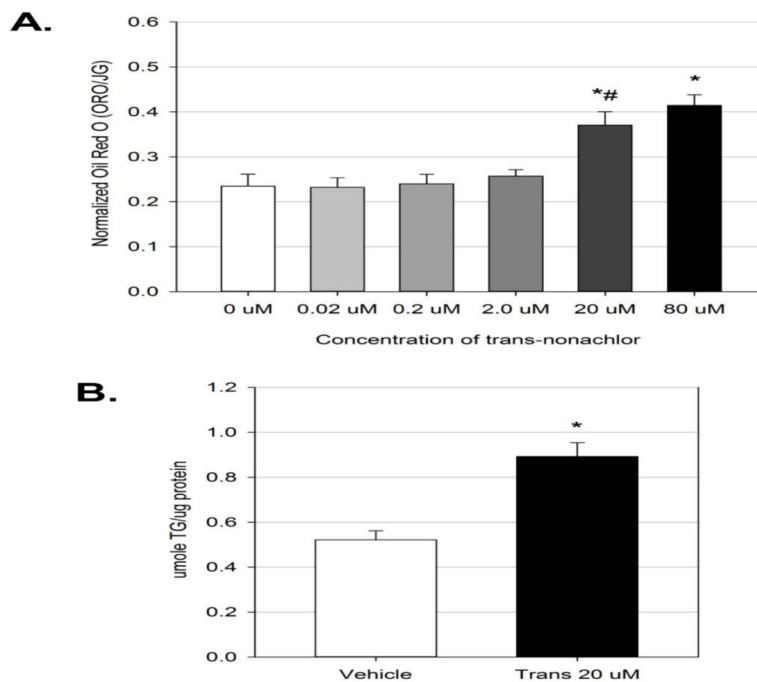 A.
Normalized Oil Red O (ORO/JG)
0.6
0.5
0.4
0.3
0.2
0.1
0.0
*#
*
0 uM 0.02 uM 0.2 uM 2.0 uM 20 uM 80 uM
Concentration of trans-nonachlor
B.
umole TG/ug protein
1.2
1.0
0.8
0.6
0.4
0.2
0.0
*
Vehicle Trans 20 uM